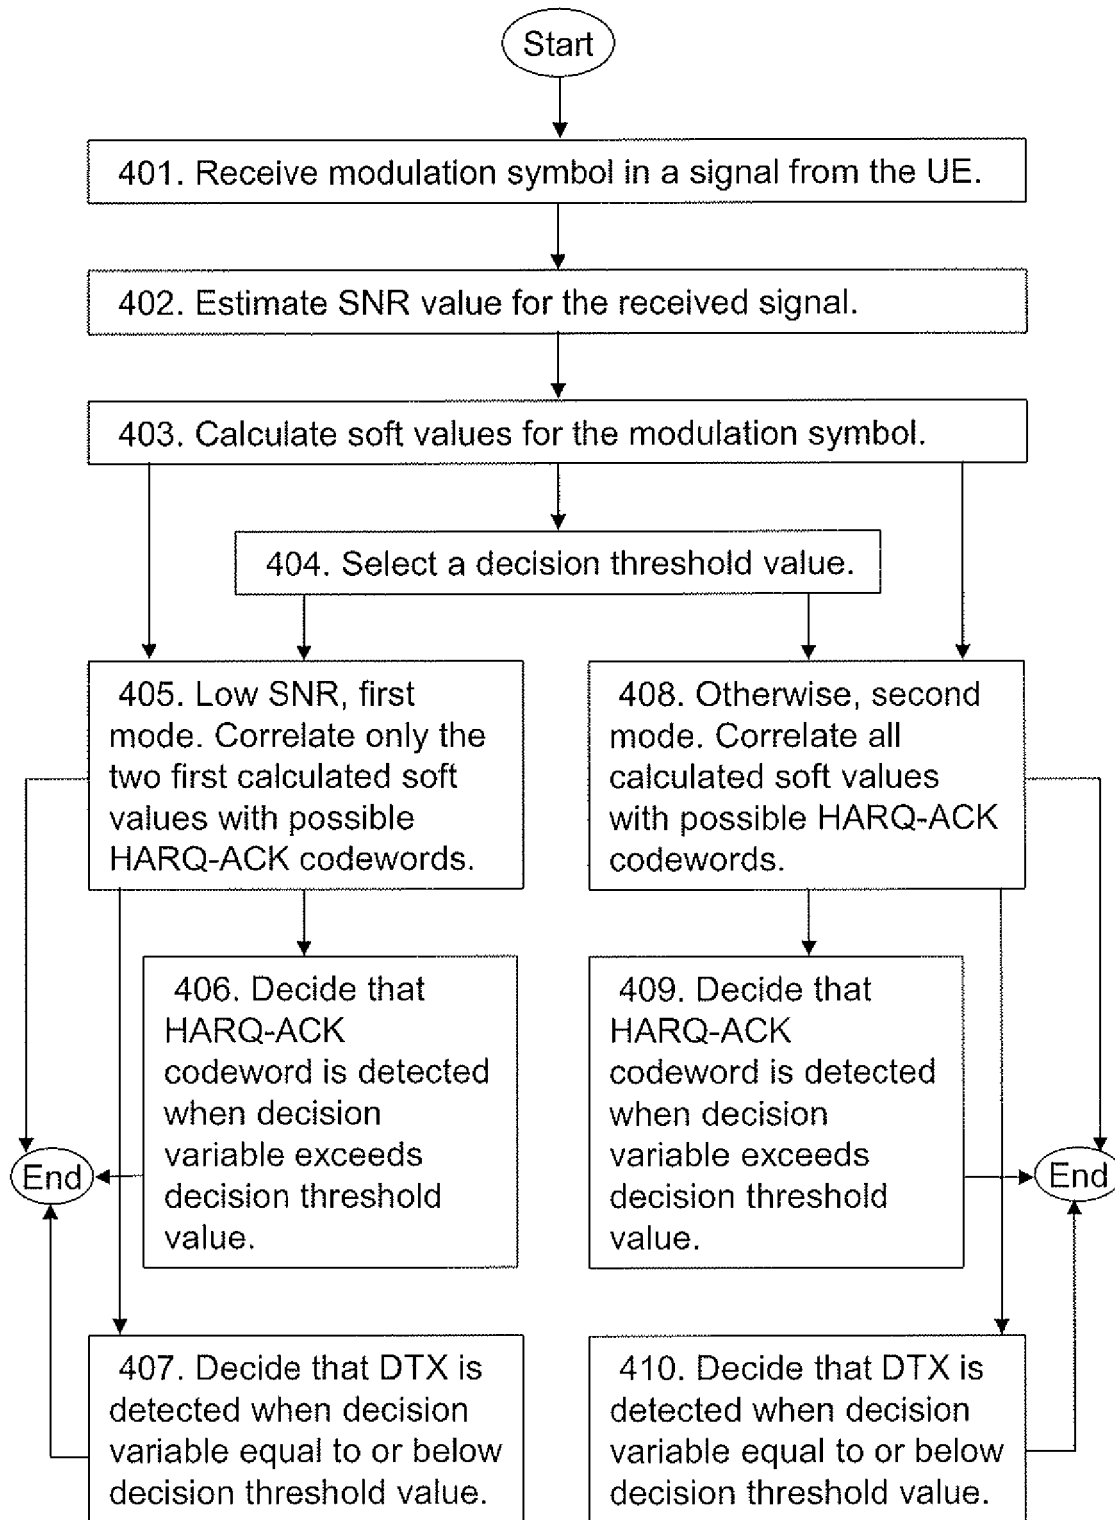 Start
401. Receive modulation symbol in a signal from the UE.
402. Estimate SNR value for the received signal.
403. Calculate soft values for the modulation symbol.
404. Select a decision threshold value.
405. Low SNR, first
mode. Correlate only the
two first calculated soft
values with possible
HARQ-ACK codewords.
408. Otherwise, second
mode. Correlate all
calculated soft values
with possible HARQ-ACK
codewords.
406. Decide that
HARQ-ACK
codeword is detected
when decision
variable exceeds
decision threshold
value.
409. Decide that
HARQ-ACK
codeword is detected
when decision
variable exceeds
decision threshold
value.
End
End
407. Decide that DTX is
detected when decision
variable equal to or below
decision threshold value.
410. Decide that DTX is
detected when decision
variable equal to or below
decision threshold value.